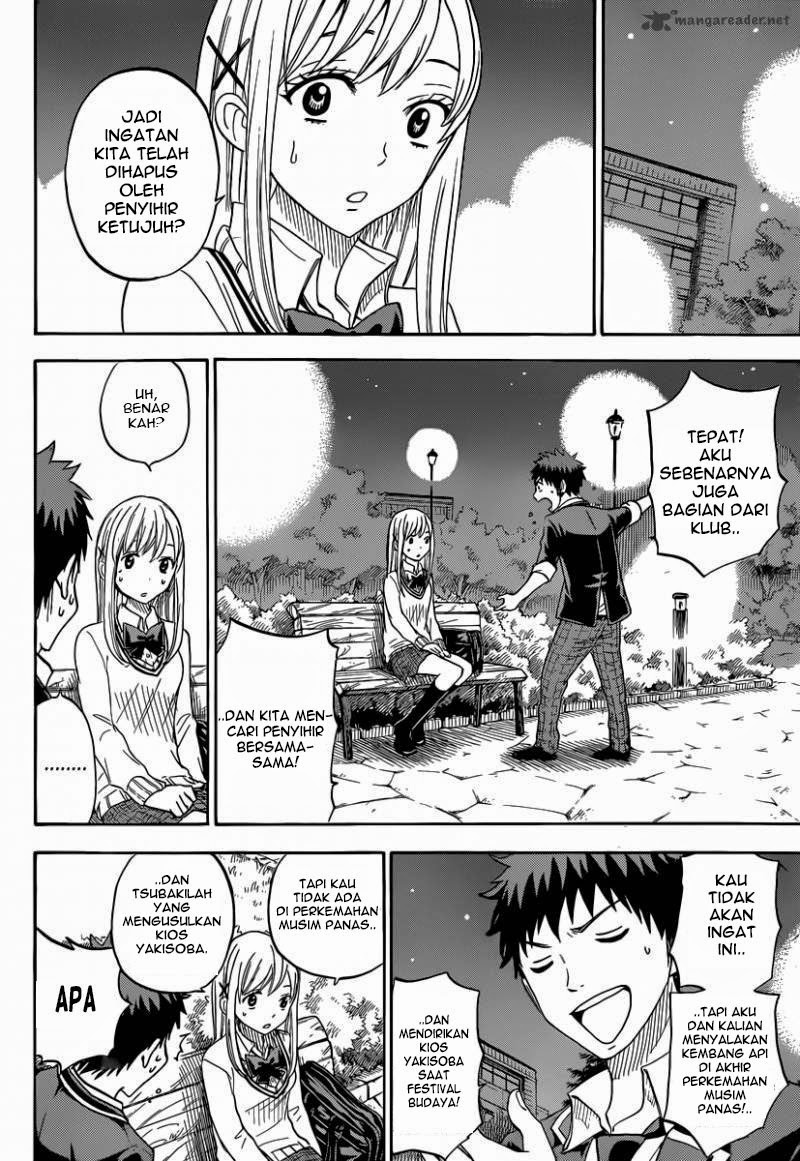 mangareader.net
JADI
INGATAN
KITA TELAH
DIHAPUS
OLEH
PENYIHIR
KETUJUH?
TEPAT!
AKU
SEBENARNYA
JUGA
BAGIAN DARI
KLUB..
..DAN KITA MEN-
CARI PENYIHIR
BERSAMA-
SAMA!
UH,
BENAR
KAH?
.........
KAU
TIDAK
AKAN
INGAT
INI..
..TAPI AKU
DAN KALIAN
MENYALAKAN
KEMBANG API
DI AKHIR
PERKEMAHAN
MUSIM
PANAS!..
..DAN
MENDIRIKAN
KIOS
YAKISOBA
SAAT
FESTIVAL
BUDAYA!
TAPI KAU
TIDAK ADA
DI PERKEMAHAN
MUSIM PANAS..
..DAN
TSUBAKILAH
YANG
MENGUSULKAN
KIOS
YAKISOBA.
APA